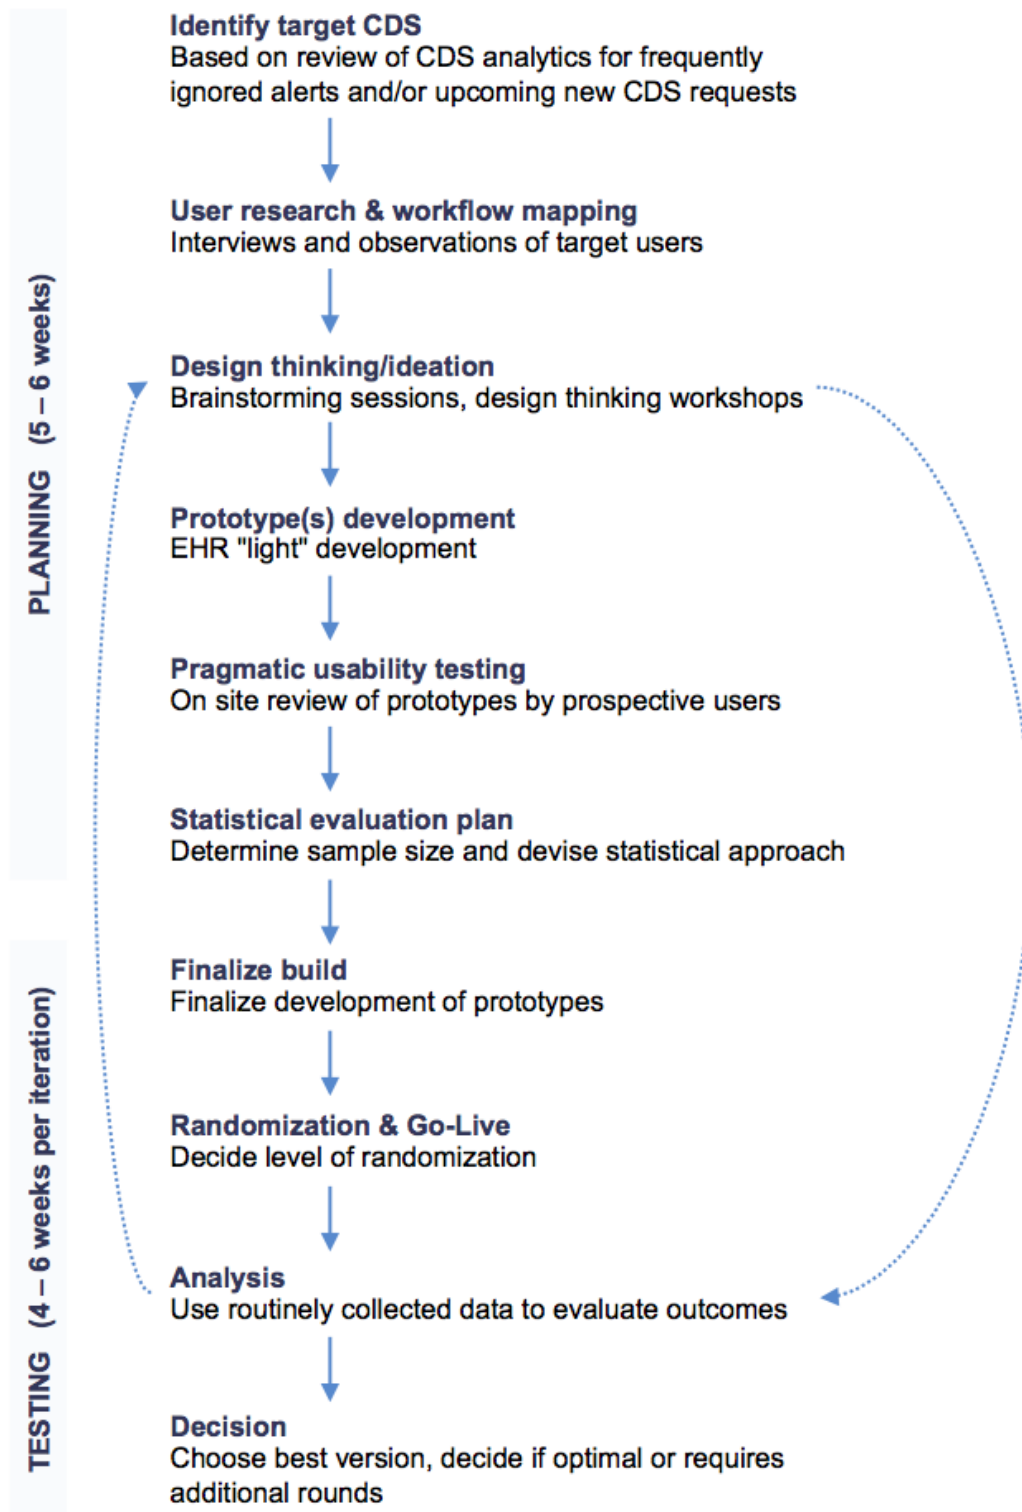 Identify target CDS
Based on review of CDS analytics for frequently
ignored alerts and/or upcoming new CDS requests
User research & workflow mapping
Interviews and observations of target users
Design thinking/ideation
Brainstorming sessions, design thinking workshops
Prototype(s) development
EHR "light" development
Pragmatic usability testing
On site review of prototypes by prospective users
Statistical evaluation plan
Determine sample size and devise statistical approach
PLANNING (5 – 6 weeks)
Finalize build
Finalize development of prototypes
Randomization & Go-Live
Decide level of randomization
Analysis
Use routinely collected data to evaluate outcomes
Decision
Choose best version, decide if optimal or requires
additional rounds
TESTING (4 – 6 weeks per iteration)